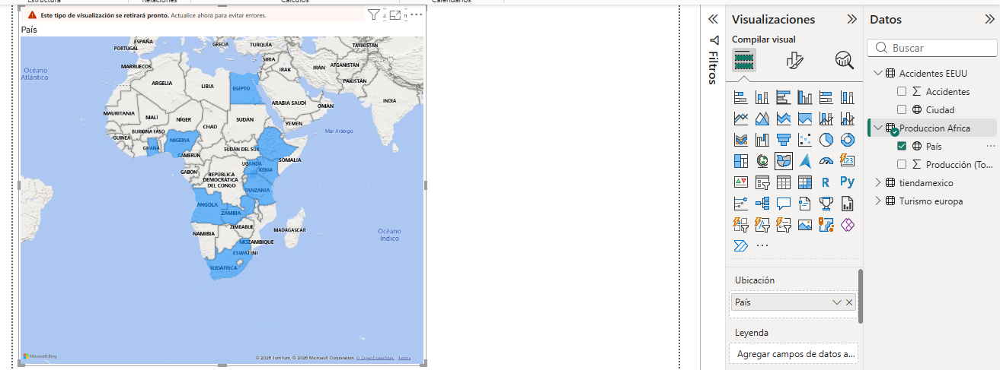 Estructura
Relaciones
Cálculos
Calendarios
Este tipo de visualización se retirará pronto. Actualice ahora para evitar errores.
País
ESPAÑA
PORTUGAL
GRECIA
TURQUÍA
TAYIKISTÁN
SIRIA
MARRUECOS
IRAK
IRÁN
AFGANISTÁN
Océano
Atlántico
ARGELIA
LIBIA
EGIPTO
PAKISTÁN
ARABIA SAUDÍ
OMÁN
INDIA
MAURITANIA
MALÍ
NÍGER
CHAD
SUDÁN
YEMEN
BURKINA FASO
Mar Arábigo
GUINEA
GHANA
NIGERIA
CAMERÚN
SUDÁN DEL SUR
SOMALIA
UGANDA
KENIA
GABÓN
REPÚBLICA
DEMOCRÁTICA
DEL CONGO
TANZANIA
ANGOLA
ZAMBIA
ZIMBABUE
MADAGASCAR
Océano
Índico
NAMIBIA
MOZAMBIQUE
ESWATINI
SUDÁFRICA
Microsoft Bing
© 2026 TomTom, © 2026 Microsoft Corporation, © OpenStreetMap Terms
Filtros
Visualizaciones
Compilar visual
123
R
Py
Ubicación
País
Leyenda
Agregar campos de datos a...
Datos
Buscar
Accidentes EEUU
Accidentes
Ciudad
Produccion Africa
País
Producción (To...
tiendamexico
Turismo europa